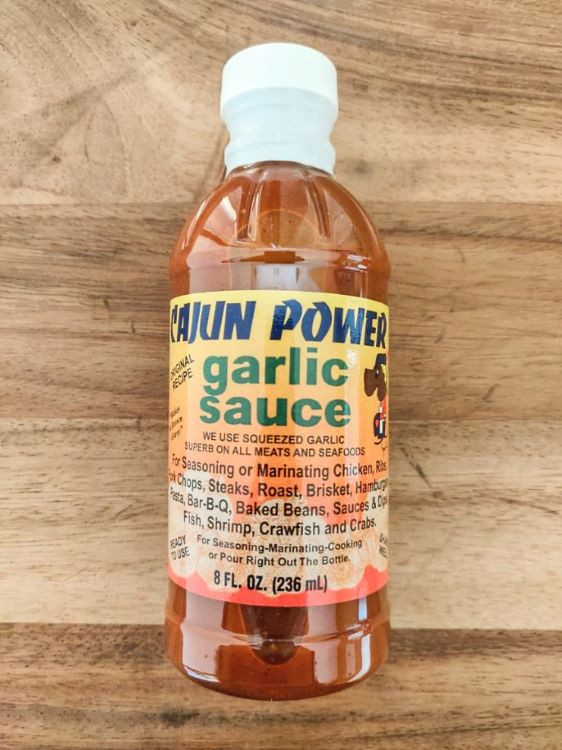 CAJUN POWER
ORIGINAL
RECIPE
garlic
sauce
WE USE SQUEEZED GARLIC
SUPERB ON ALL MEATS AND SEAFOODS
For Seasoning or Marinating Chicken, Ribs,
Pork Chops, Steaks, Roast, Brisket, Hamburger
Pasta, Bar-B-Q, Baked Beans, Sauces & Dips
Fish, Shrimp, Crawfish and Crabs.
READY
TO USE
For Seasoning-Marinating-Cooking
or Pour Right Out The Bottle.
8 FL. OZ. (236 mL)